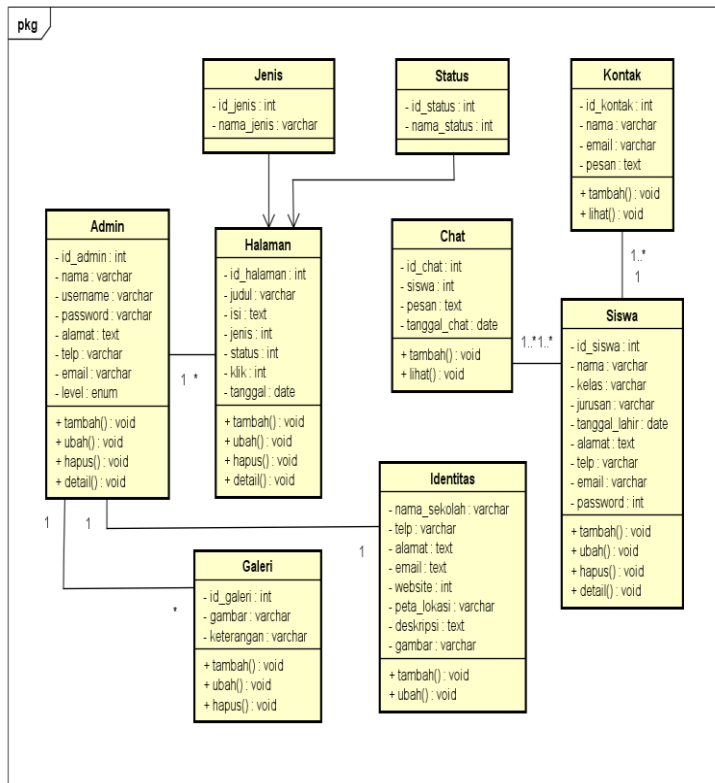 pkg
Jenis
- id_jenis : int
- nama_jenis : varchar
Status
- id_status : int
- nama_status : int
Kontak
- id_kontak : int
- nama : varchar
- email : varchar
- pesan : text
+ tambah() : void
+ lihat() : void
Admin
- id_admin : int
- nama : varchar
- username : varchar
- password : varchar
- alamat : text
- telp : varchar
- email : varchar
- level : enum
+ tambah() : void
+ ubah() : void
+ hapus() : void
+ detail() : void
Halaman
- id_halaman : int
- judul : varchar
- isi : text
- jenis : int
- status : int
- klik : int
- tanggal : date
+ tambah() : void
+ ubah() : void
+ hapus() : void
+ detail() : void
1 *
Chat
- id_chat : int
- siswa : int
- pesan : text
- tanggal_chat : date
+ tambah() : void
+ lihat() : void
1..*
1
1..* 1..*
Siswa
- id_siswa : int
- nama : varchar
- kelas : varchar
- jurusan : varchar
- tanggal_lahir : date
- alamat : text
- telp : varchar
- email : varchar
- password : int
+ tambah() : void
+ ubah() : void
+ hapus() : void
+ detail() : void
1
1
1
*
Galeri
- id_galeri : int
- gambar : varchar
- keterangan : varchar
+ tambah() : void
+ ubah() : void
+ hapus() : void
Identitas
- nama_sekolah : varchar
- telp : varchar
- alamat : text
- email : text
- website : int
- peta_lokasi : varchar
- deskripsi : text
- gambar : varchar
+ tambah() : void
+ ubah() : void